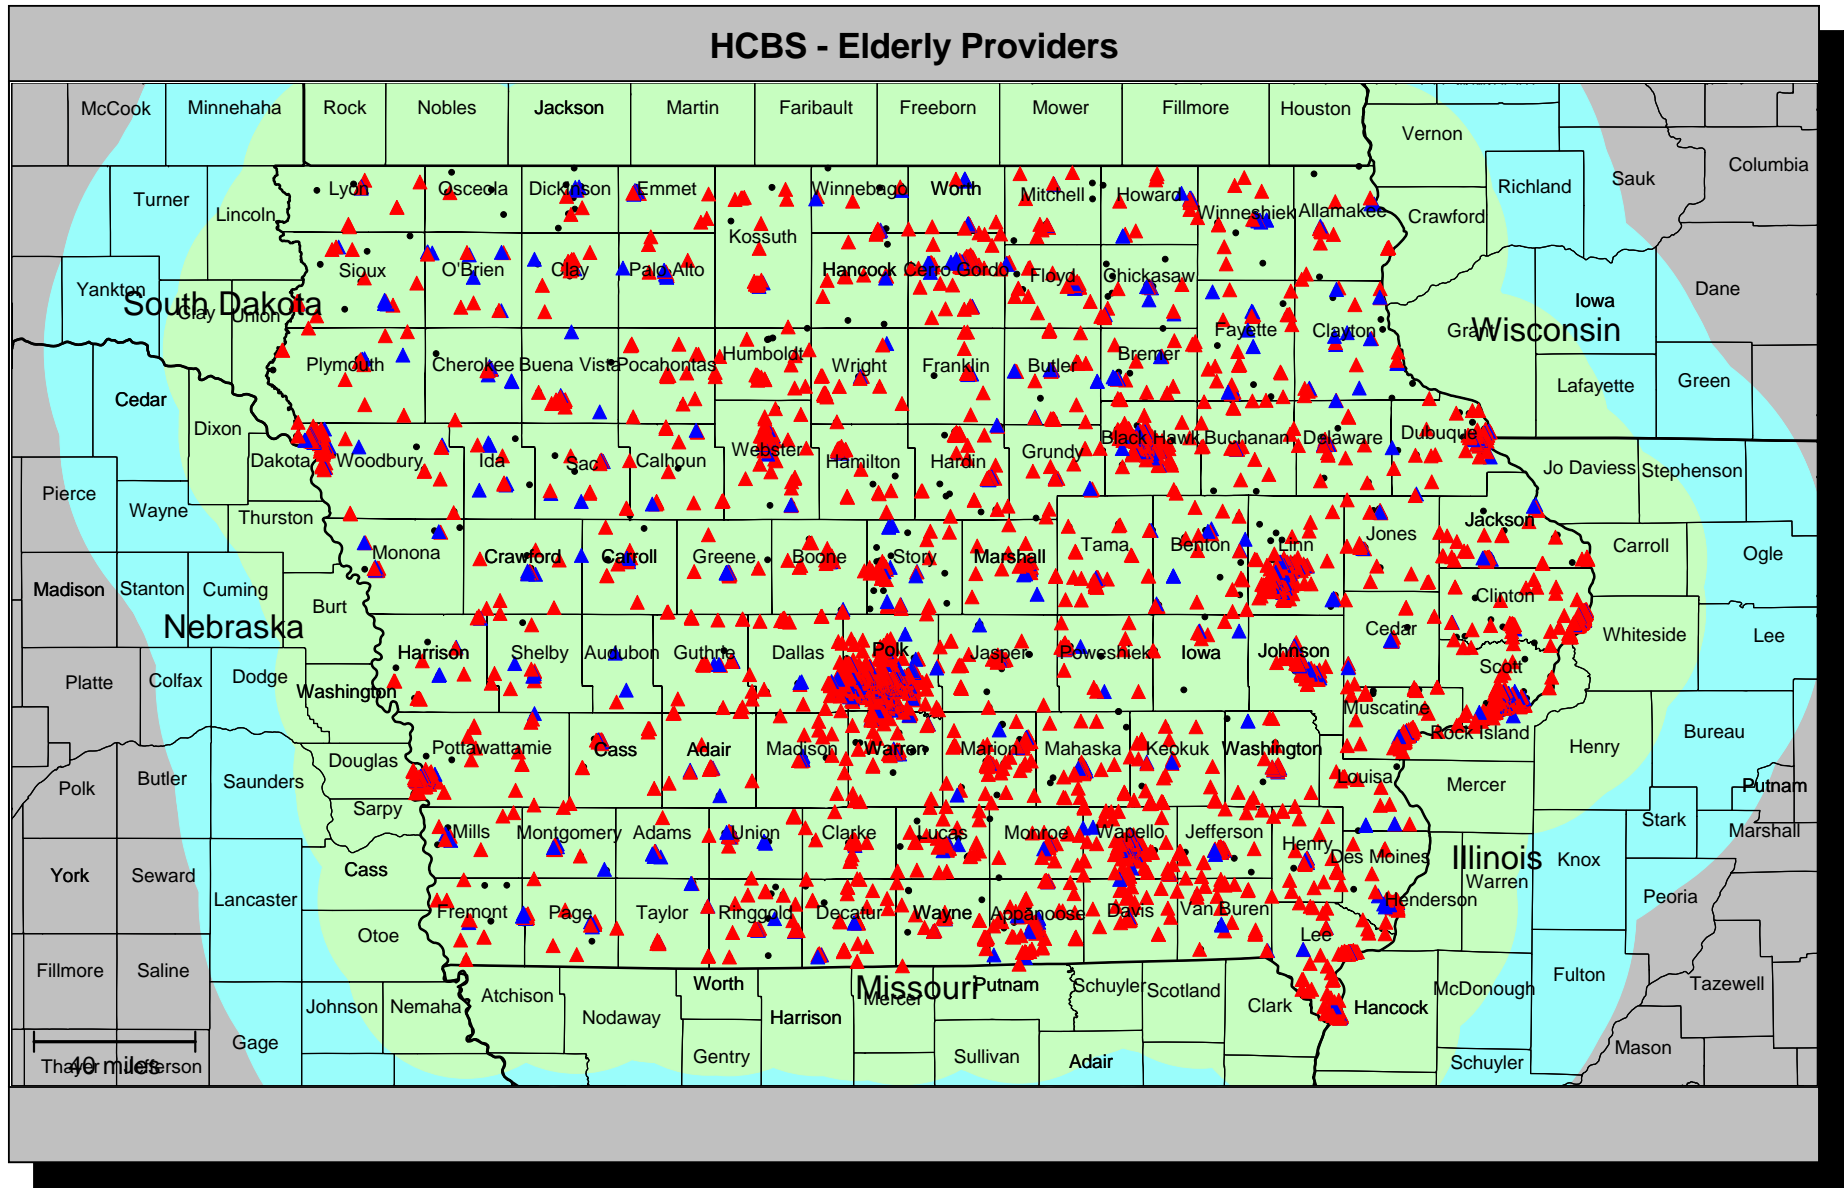 HCBS - Elderly Providers
McCook
Minnehaha
Rock
Nobles
Jackson
Martin
Faribault
Freeborn
Mower
Fillmore
Houston
Vernon
Columbia
Turner
Lincoln
Lyon
Osceola
Dickinson
Emmet
Kossuth
Winnebago
Worth
Mitchell
Howard
Winneshiek
Allamakee
Crawford
Richland
Sauk
Yankton
South Dakota
Clay
Union
Sioux
O'Brien
Clay
Palo Alto
Hancock
Cerro Gordo
Floyd
Chickasaw
Fayette
Clayton
Grant
Wisconsin
Iowa
Dane
Plymouth
Cherokee
Buena Vista
Pocahontas
Humboldt
Wright
Franklin
Butler
Bremer
Lafayette
Green
Cedar
Dixon
Dakota
Woodbury
Ida
Sac
Calhoun
Webster
Hamilton
Hardin
Grundy
Black Hawk
Buchanan
Delaware
Dubuque
Jo Daviess
Stephenson
Pierce
Wayne
Thurston
Monona
Crawford
Carroll
Greene
Boone
Story
Marshall
Tama
Benton
Linn
Jones
Jackson
Carroll
Ogle
Madison
Stanton
Cuming
Burt
Nebraska
Clinton
Whiteside
Lee
Harrison
Shelby
Audubon
Guthrie
Dallas
Polk
Jasper
Poweshiek
Iowa
Johnson
Cedar
Scott
Platte
Colfax
Dodge
Washington
Muscatine
Rock Island
Henry
Bureau
Douglas
Pottawattamie
Cass
Adair
Madison
Warren
Marion
Mahaska
Keokuk
Washington
Louisa
Mercer
Putnam
Polk
Butler
Saunders
Sarpy
Mills
Montgomery
Adams
Union
Clarke
Lucas
Monroe
Wapello
Jefferson
Henry
Des Moines
Illinois
Stark
Marshall
Knox
York
Seward
Cass
Lancaster
Warren
Henderson
Peoria
Otoe
Fremont
Page
Taylor
Ringgold
Decatur
Wayne
Appanoose
Davis
Van Buren
Lee
Fillmore
Saline
Johnson
Nemaha
Atchison
Nodaway
Worth
Harrison
Missouri
Mercer
Putnam
Schuyler
Scotland
Clark
Hancock
McDonough
Fulton
Tazewell
Gage
Gentry
Sullivan
Adair
Schuyler
Mason
Thayer
40 miles
Jefferson